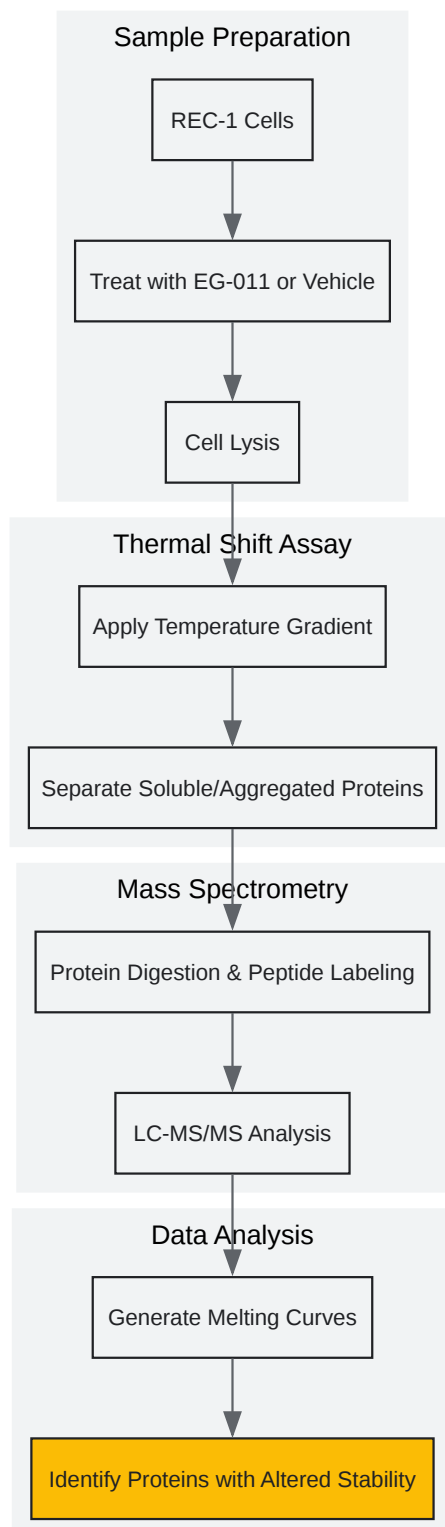 Sample Preparation
REC-1 Cells
Treat with EG-011 or Vehicle
Cell Lysis
Thermal Shift Assay
Apply Temperature Gradient
Separate Soluble/Aggregated Proteins
Mass Spectrometry
Protein Digestion & Peptide Labeling
LC-MS/MS Analysis
Data Analysis
Generate Melting Curves
Identify Proteins with Altered Stability